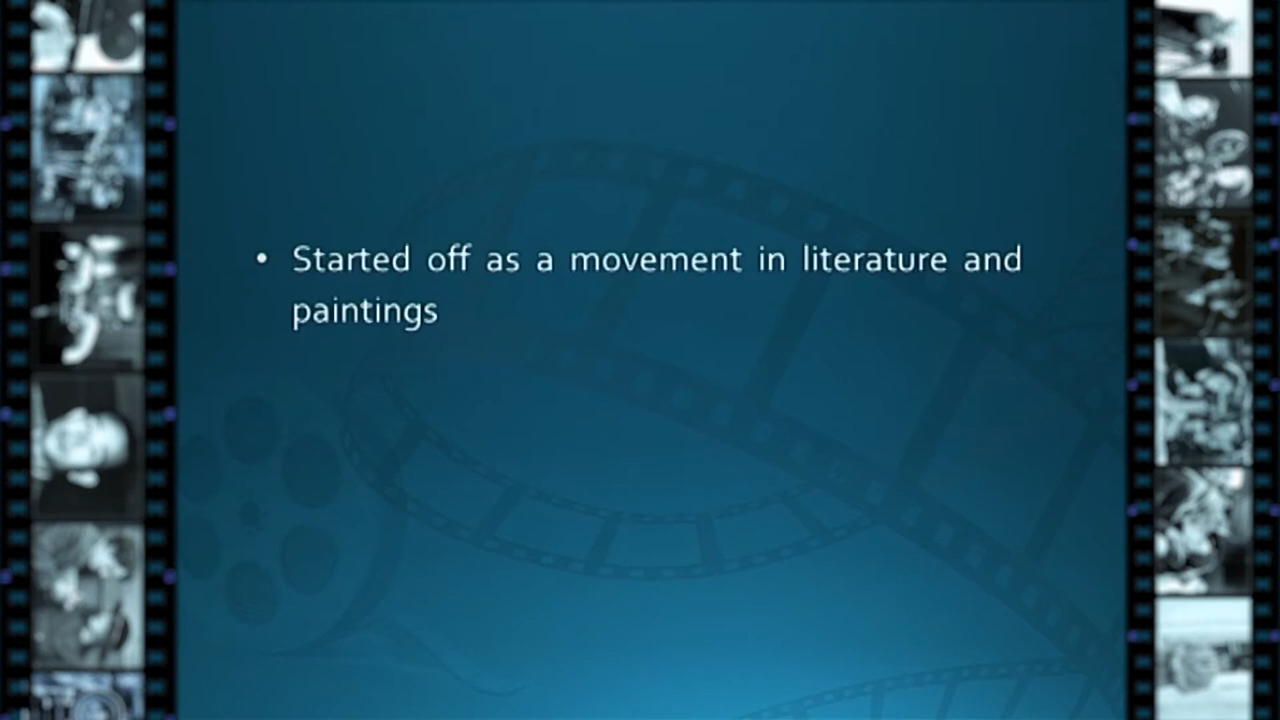 • Started off as a movement in literature and
paintings